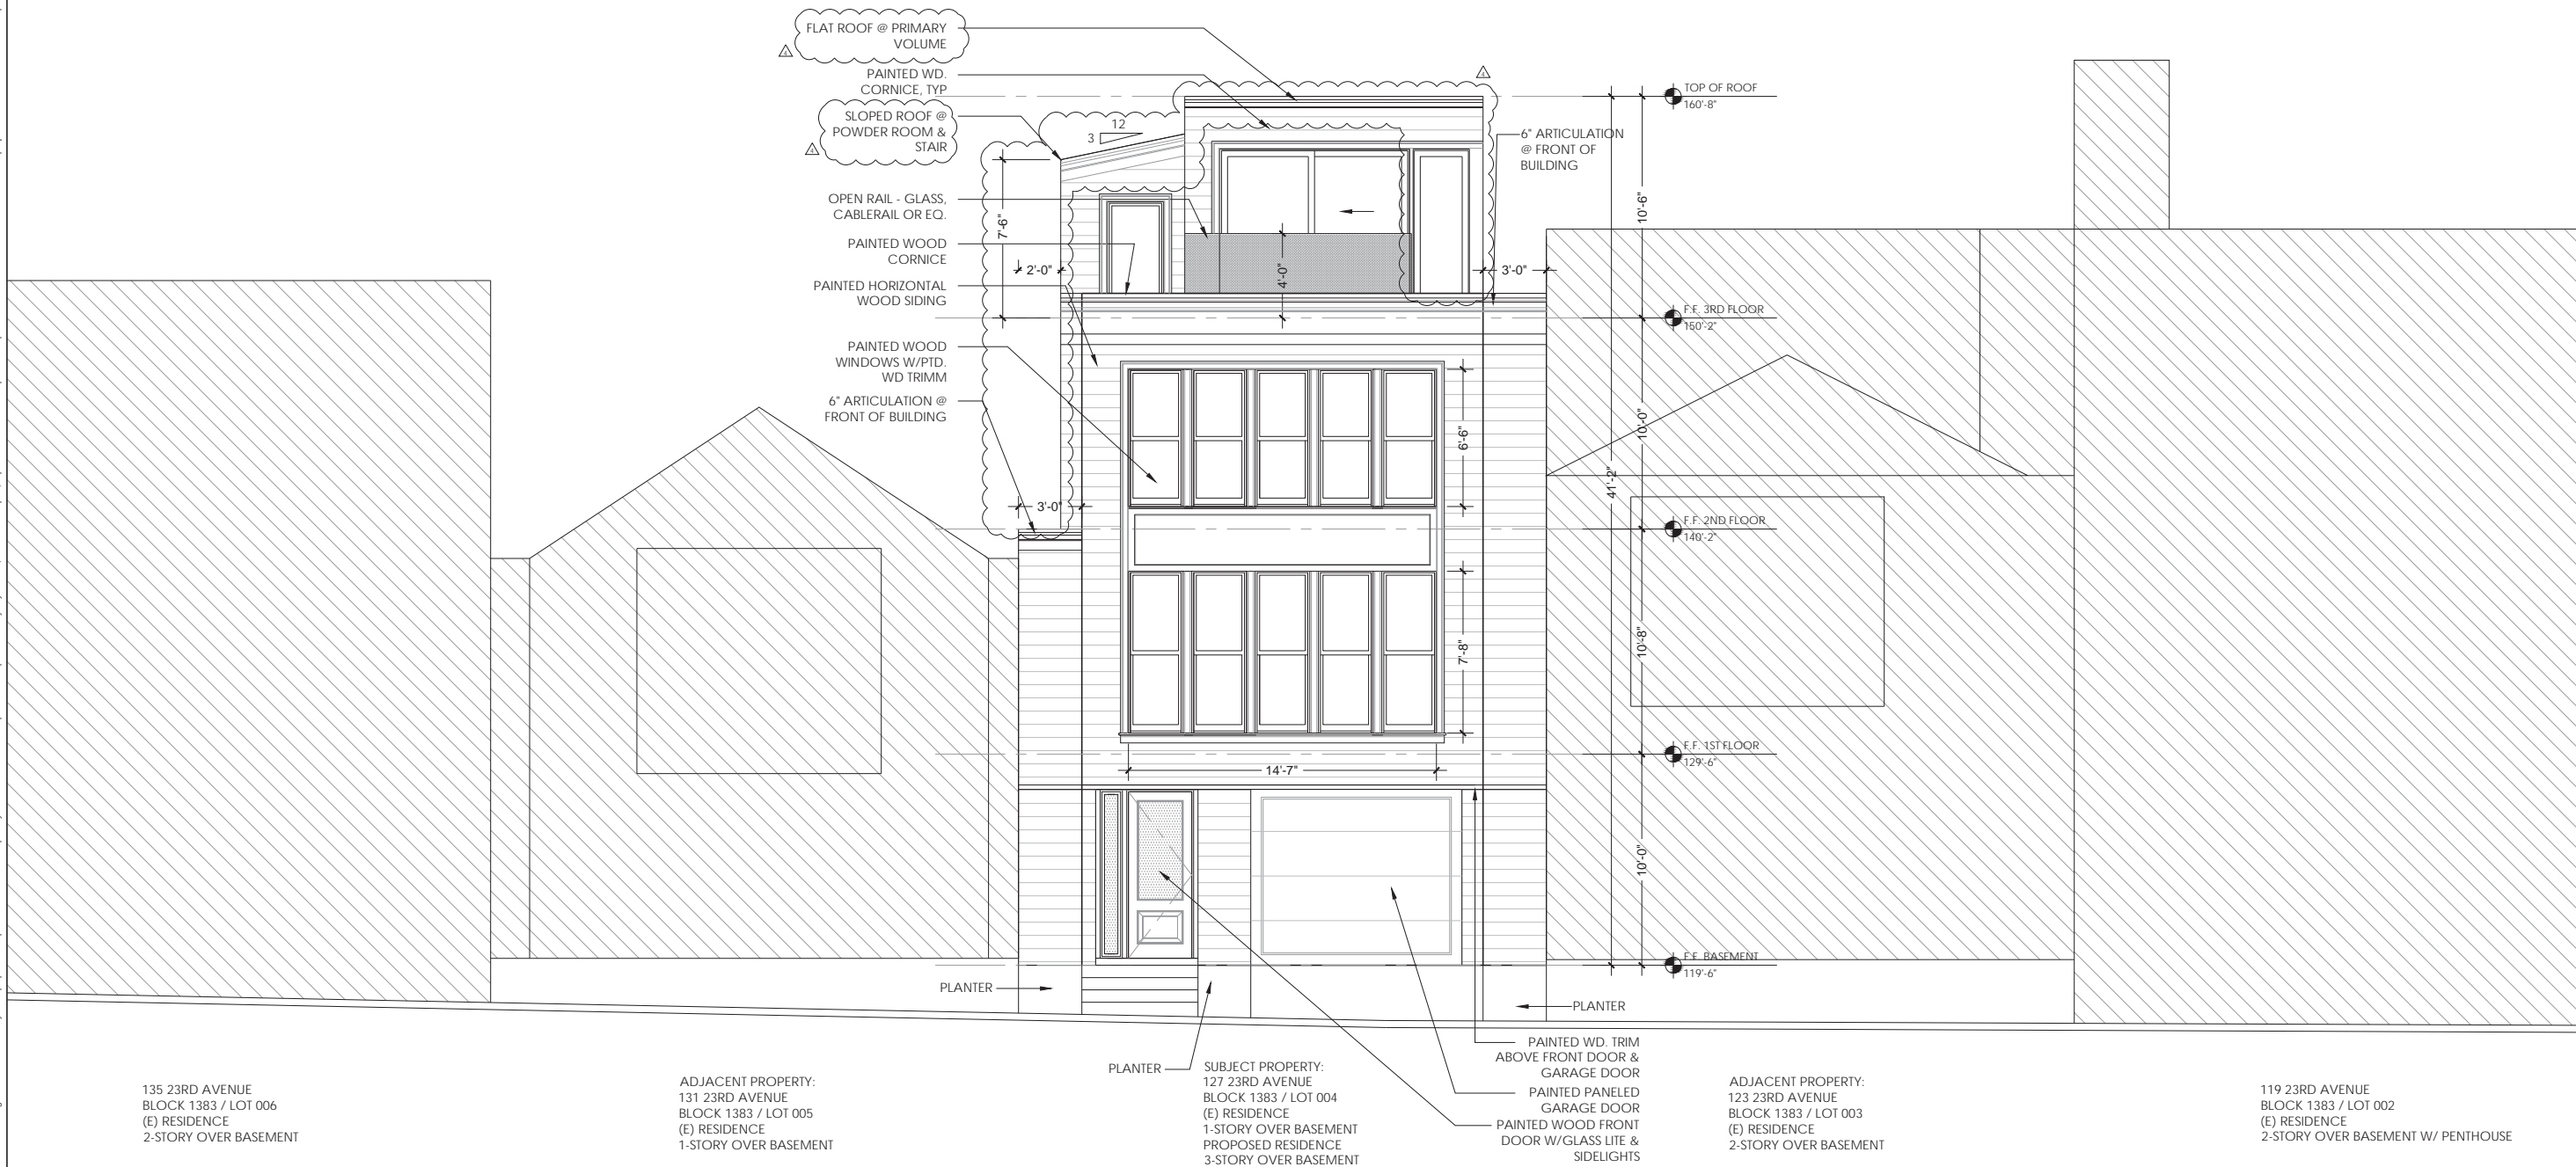 FLAT ROOF @ PRIMARY
VOLUME
PAINTED WD.
CORNICE, TYP
SLOPED ROOF @
POWDER ROOM &
STAIR
OPEN RAIL - GLASS,
CABLERAIL OR EQ.
PAINTED WOOD
CORNICE
PAINTED HORIZONTAL
WOOD SIDING
PAINTED WOOD
WINDOWS W/PTD.
WD TRIMM
6" ARTICULATION @
FRONT OF BUILDING
12
3
7'-6"
2'-0"
3'-0"
4'-0"
3'-0"
6" ARTICULATION
@ FRONT OF
BUILDING
6'-6"
7'-8"
14'-7"
41'-2"
10'-6"
10'-0"
10'-8"
10'-0"
TOP OF ROOF
160'-8"
F.F. 3RD FLOOR
150'-2"
F.F. 2ND FLOOR
140'-2"
F.F. 1ST FLOOR
129'-6"
F.F. BASEMENT
119'-6"
PLANTER
PLANTER
PLANTER
PAINTED WD. TRIM
ABOVE FRONT DOOR &
GARAGE DOOR
PAINTED PANELED
GARAGE DOOR
PAINTED WOOD FRONT
DOOR W/GLASS LITE &
SIDELIGHTS
135 23RD AVENUE
BLOCK 1383 / LOT 006
(E) RESIDENCE
2-STORY OVER BASEMENT
ADJACENT PROPERTY:
131 23RD AVENUE
BLOCK 1383 / LOT 005
(E) RESIDENCE
1-STORY OVER BASEMENT
SUBJECT PROPERTY:
127 23RD AVENUE
BLOCK 1383 / LOT 004
(E) RESIDENCE
1-STORY OVER BASEMENT
PROPOSED RESIDENCE
3-STORY OVER BASEMENT
ADJACENT PROPERTY:
123 23RD AVENUE
BLOCK 1383 / LOT 003
(E) RESIDENCE
2-STORY OVER BASEMENT
119 23RD AVENUE
BLOCK 1383 / LOT 002
(E) RESIDENCE
2-STORY OVER BASEMENT W/ PENTHOUSE